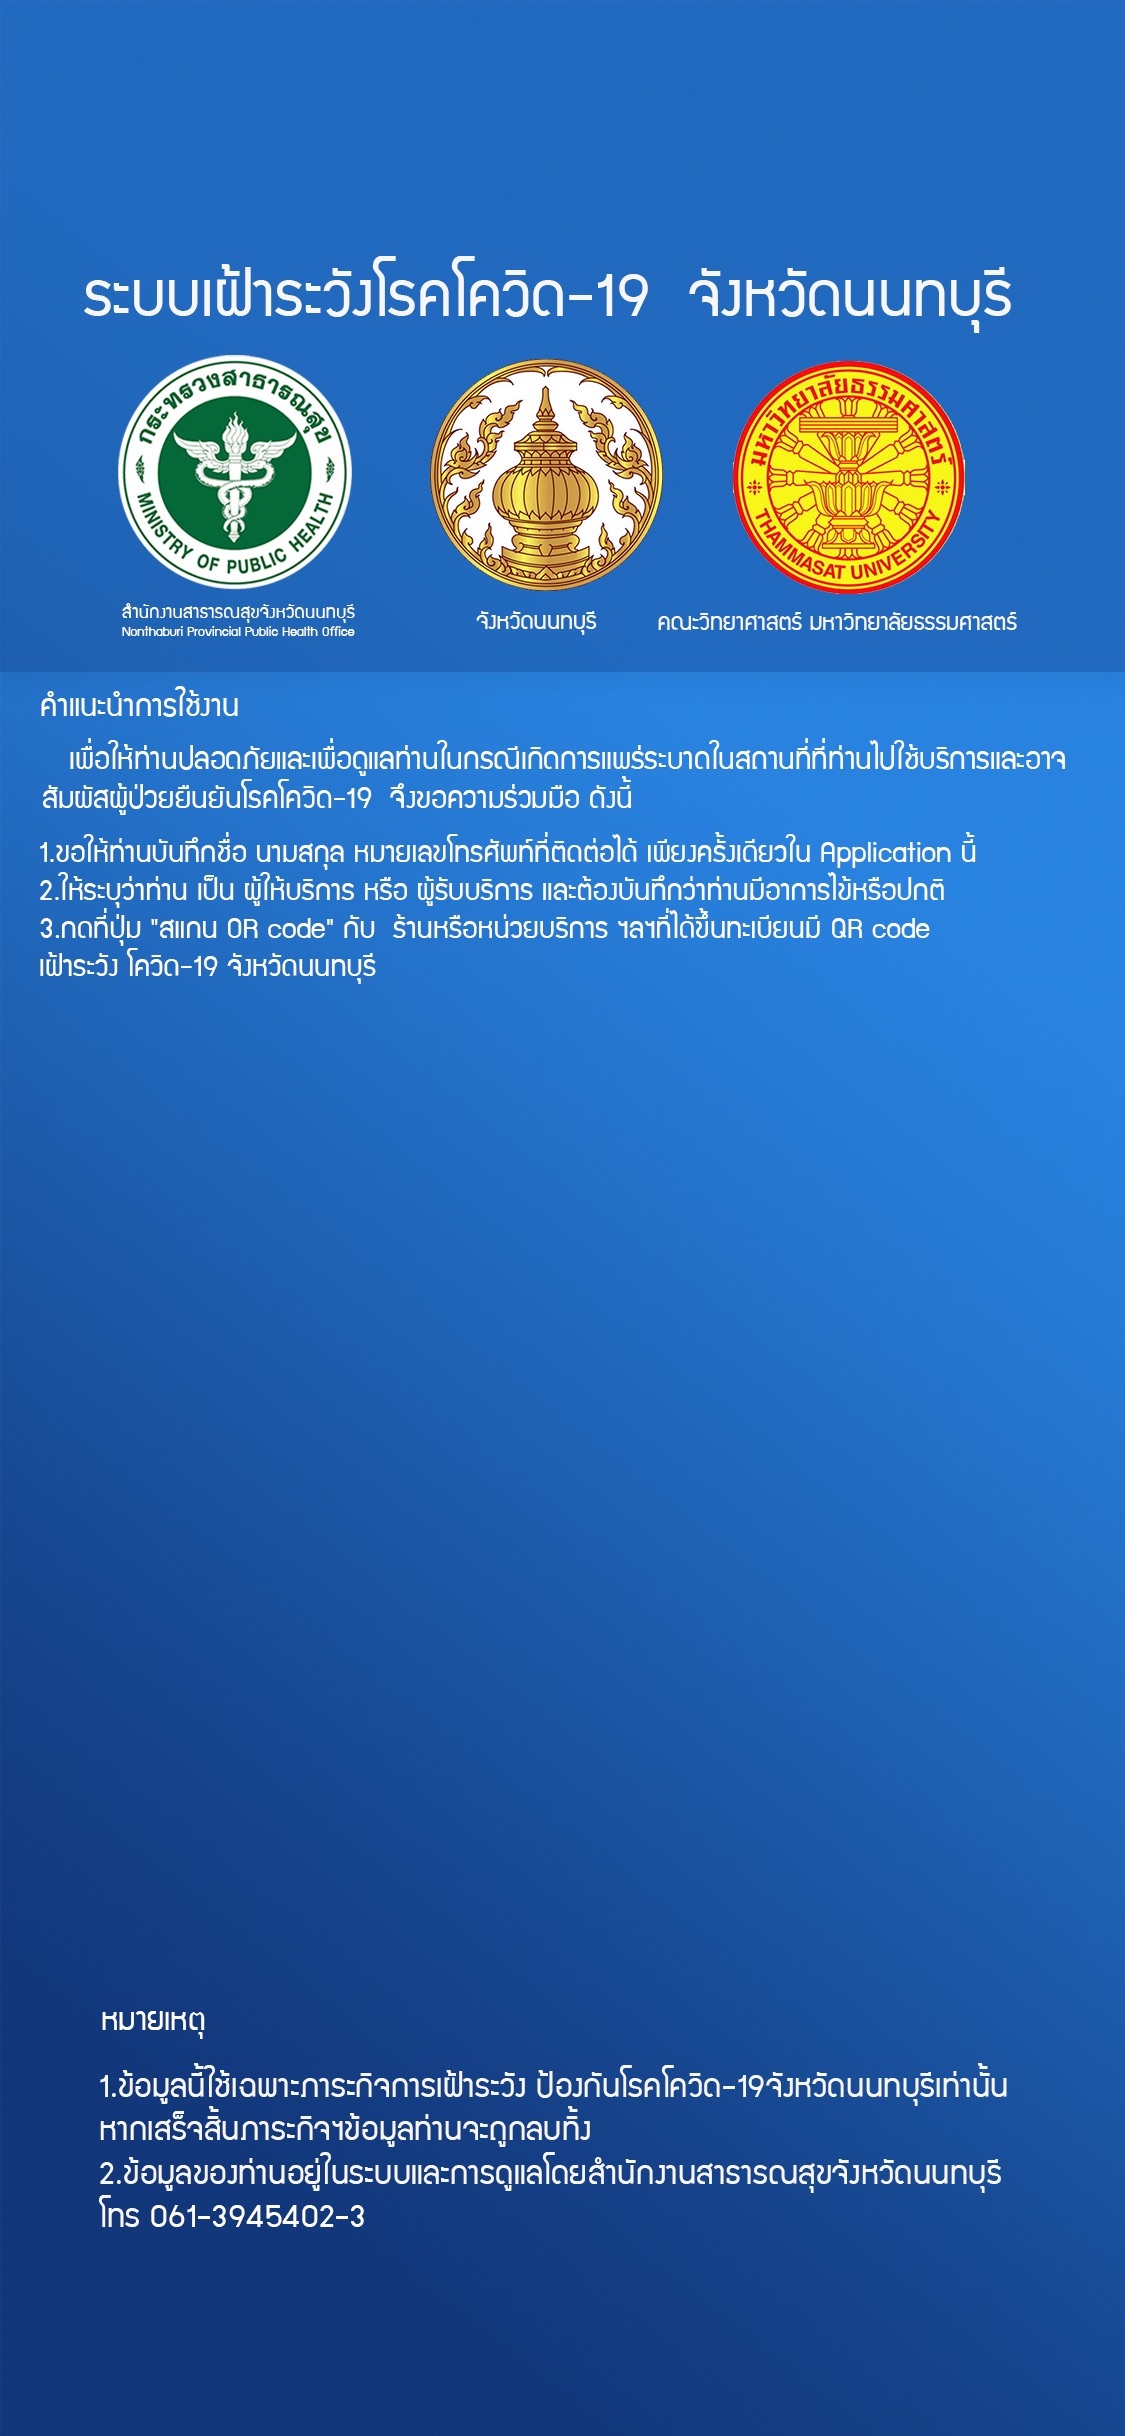 ระบบเฝ้าระวังโรคโควิด-19 จังหวัดนนทบุรี
กระทรวงสาธารณสุข
MINISTRY OF PUBLIC HEALTH
มหาวิทยาลัยธรรมศาสตร์
THAMMASAT UNIVERSITY
สำนักงานสาธารณสุขจังหวัดนนทบุรี
Nonthaburi Provincial Public Health Office
จังหวัดนนทบุรี
คณะวิทยาศาสตร์ มหาวิทยาลัยธรรมศาสตร์
คำแนะนำการใช้งาน
เพื่อให้ท่านปลอดภัยและเพื่อดูแลท่านในกรณีเกิดการแพร่ระบาดในสถานที่ที่ท่านไปใช้บริการและอาจ
สัมผัสผู้ป่วยยืนยันโรคโควิด-19 จึงขอความร่วมมือ ดังนี้
1.ขอให้ท่านบันทึกชื่อ นามสกุล หมายเลขโทรศัพท์ที่ติดต่อได้ เพียงครั้งเดียวใน Application นี้
2.ให้ระบุว่าท่าน เป็น ผู้ให้บริการ หรือ ผู้รับบริการ และต้องบันทึกว่าท่านมีอาการไข้หรือปกติ
3.กดที่ปุ่ม "สแกน OR code" กับ ร้านหรือหน่วยบริการ ฯลฯที่ได้ขึ้นทะเบียนมี QR code
เฝ้าระวัง โควิด-19 จังหวัดนนทบุรี
หมายเหตุ
1.ข้อมูลนี้ใช้เฉพาะภาระกิจการเฝ้าระวัง ป้องกันโรคโควิด-19จังหวัดนนทบุรีเท่านั้น
หากเสร็จสิ้นภาระกิจฯข้อมูลท่านจะถูกลบทิ้ง
2.ข้อมูลของท่านอยู่ในระบบและการดูแลโดยสำนักงานสาธารณสุขจังหวัดนนทบุรี
โทร 061-3945402-3